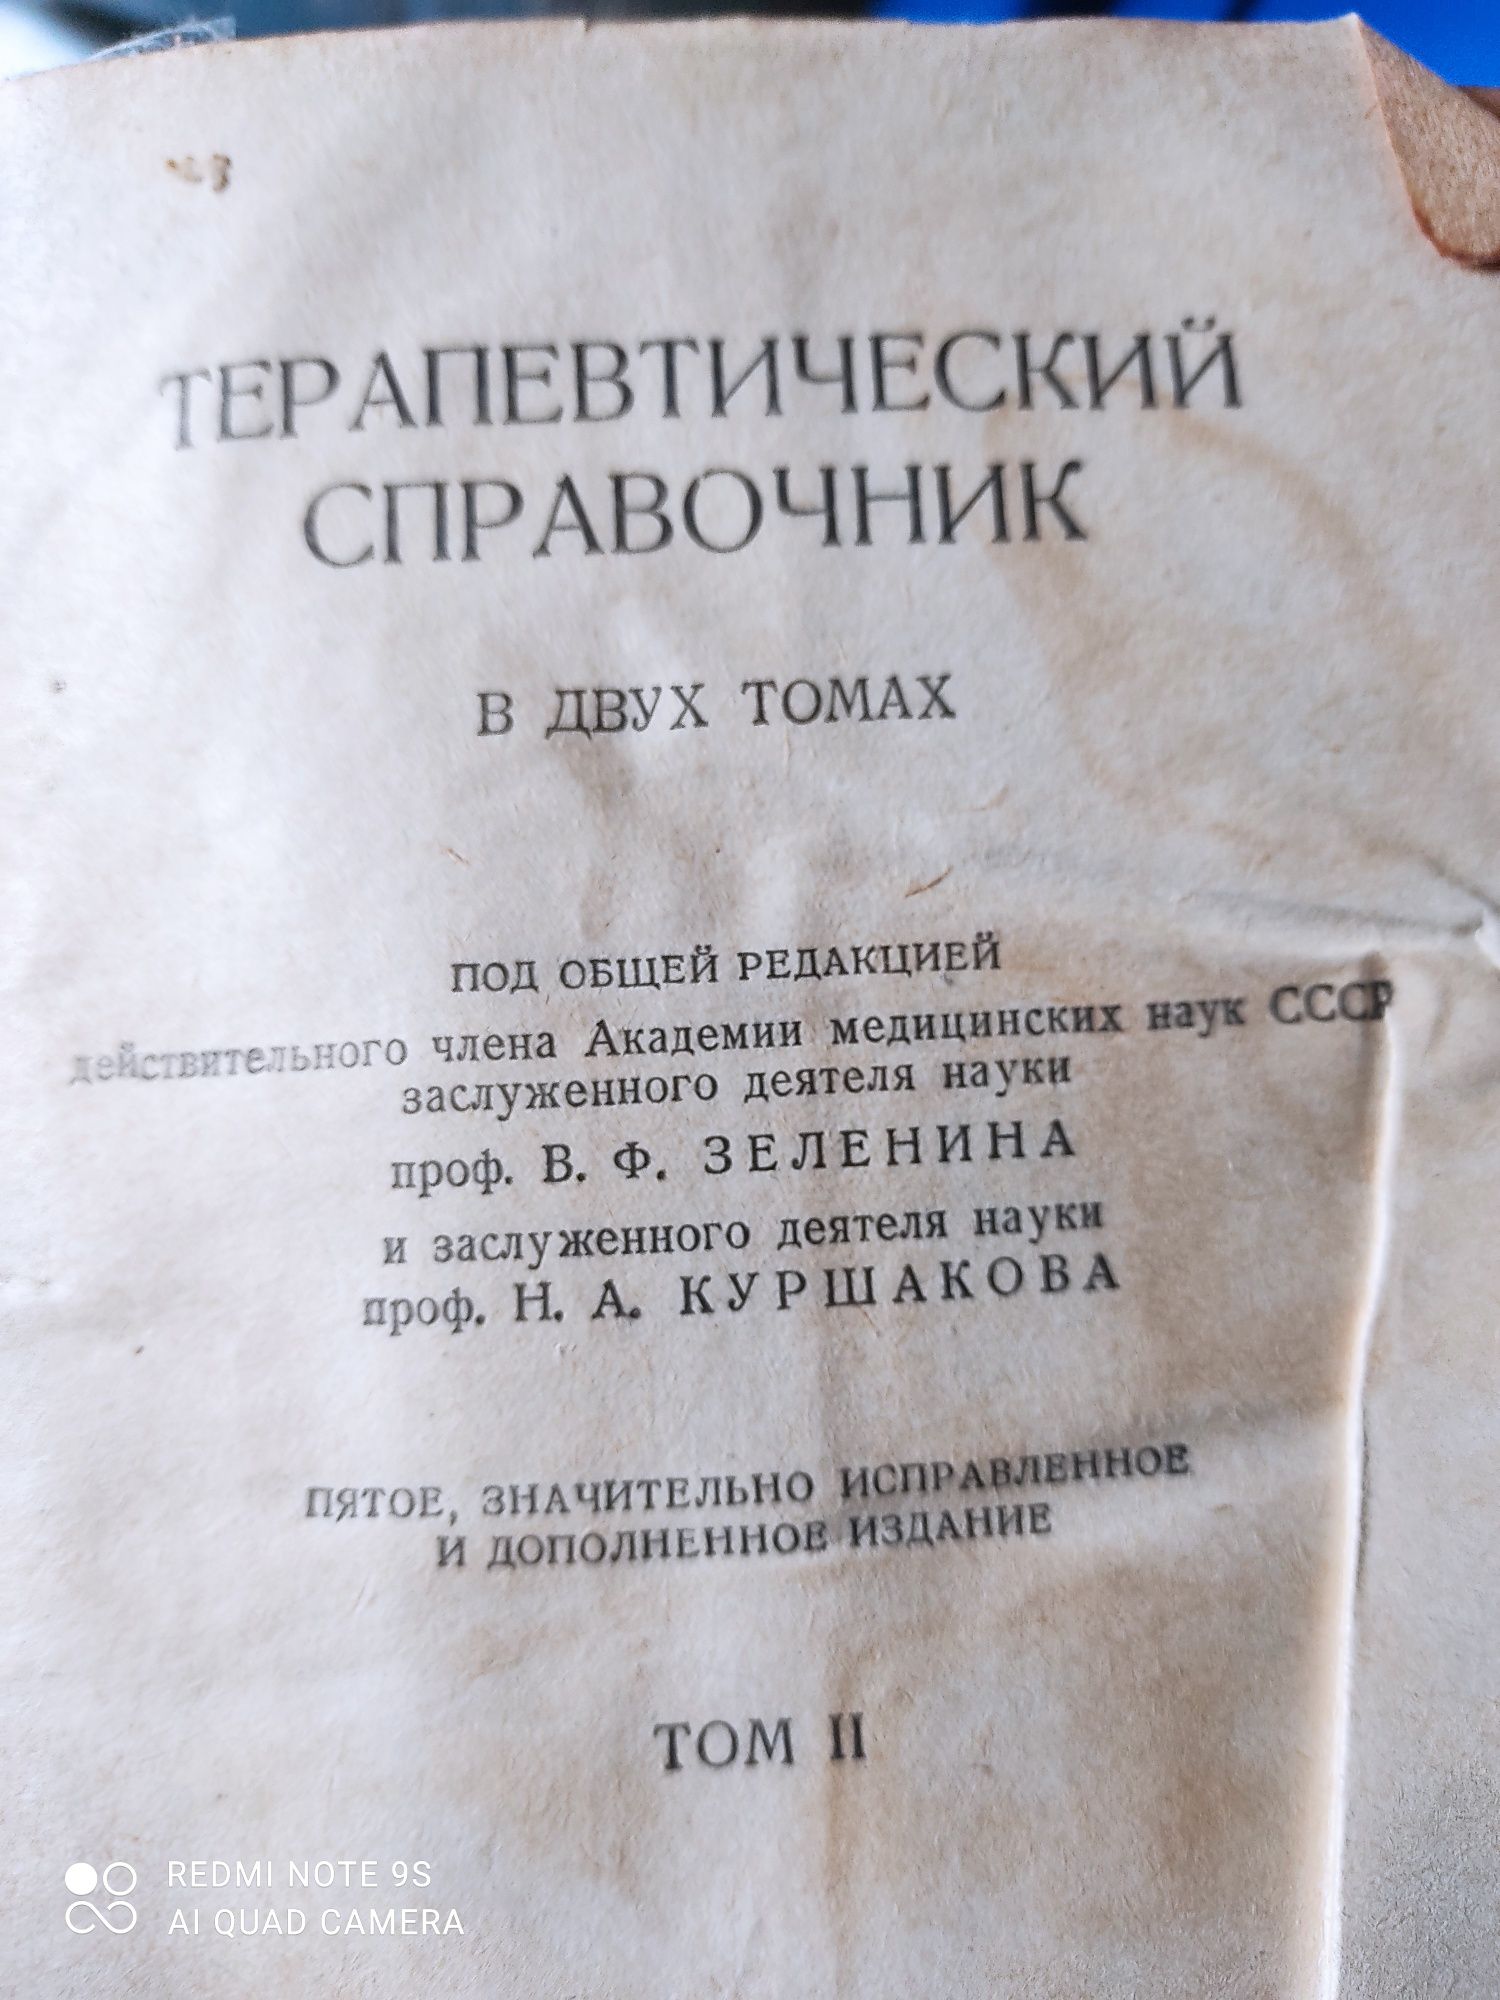 ТЕРАПЕВТИЧЕСКИЙ
СПРАВОЧНИК
В ДВУХ ТОМАХ
ПОД ОБЩЕЙ РЕДАКЦИЕЙ
действительного члена Академии медицинских наук СССР
заслуженного деятеля науки
проф. В. Ф. ЗЕЛЕНИНА
и заслуженного деятеля науки
проф. Н. А. КУРШАКОВА
ПЯТОЕ, ЗНАЧИТЕЛЬНО ИСПРАВЛЕННОЕ
И ДОПОЛНЕННОЕ ИЗДАНИЕ
ТОМ II
REDMI NOTE 9S
AI QUAD CAMERA